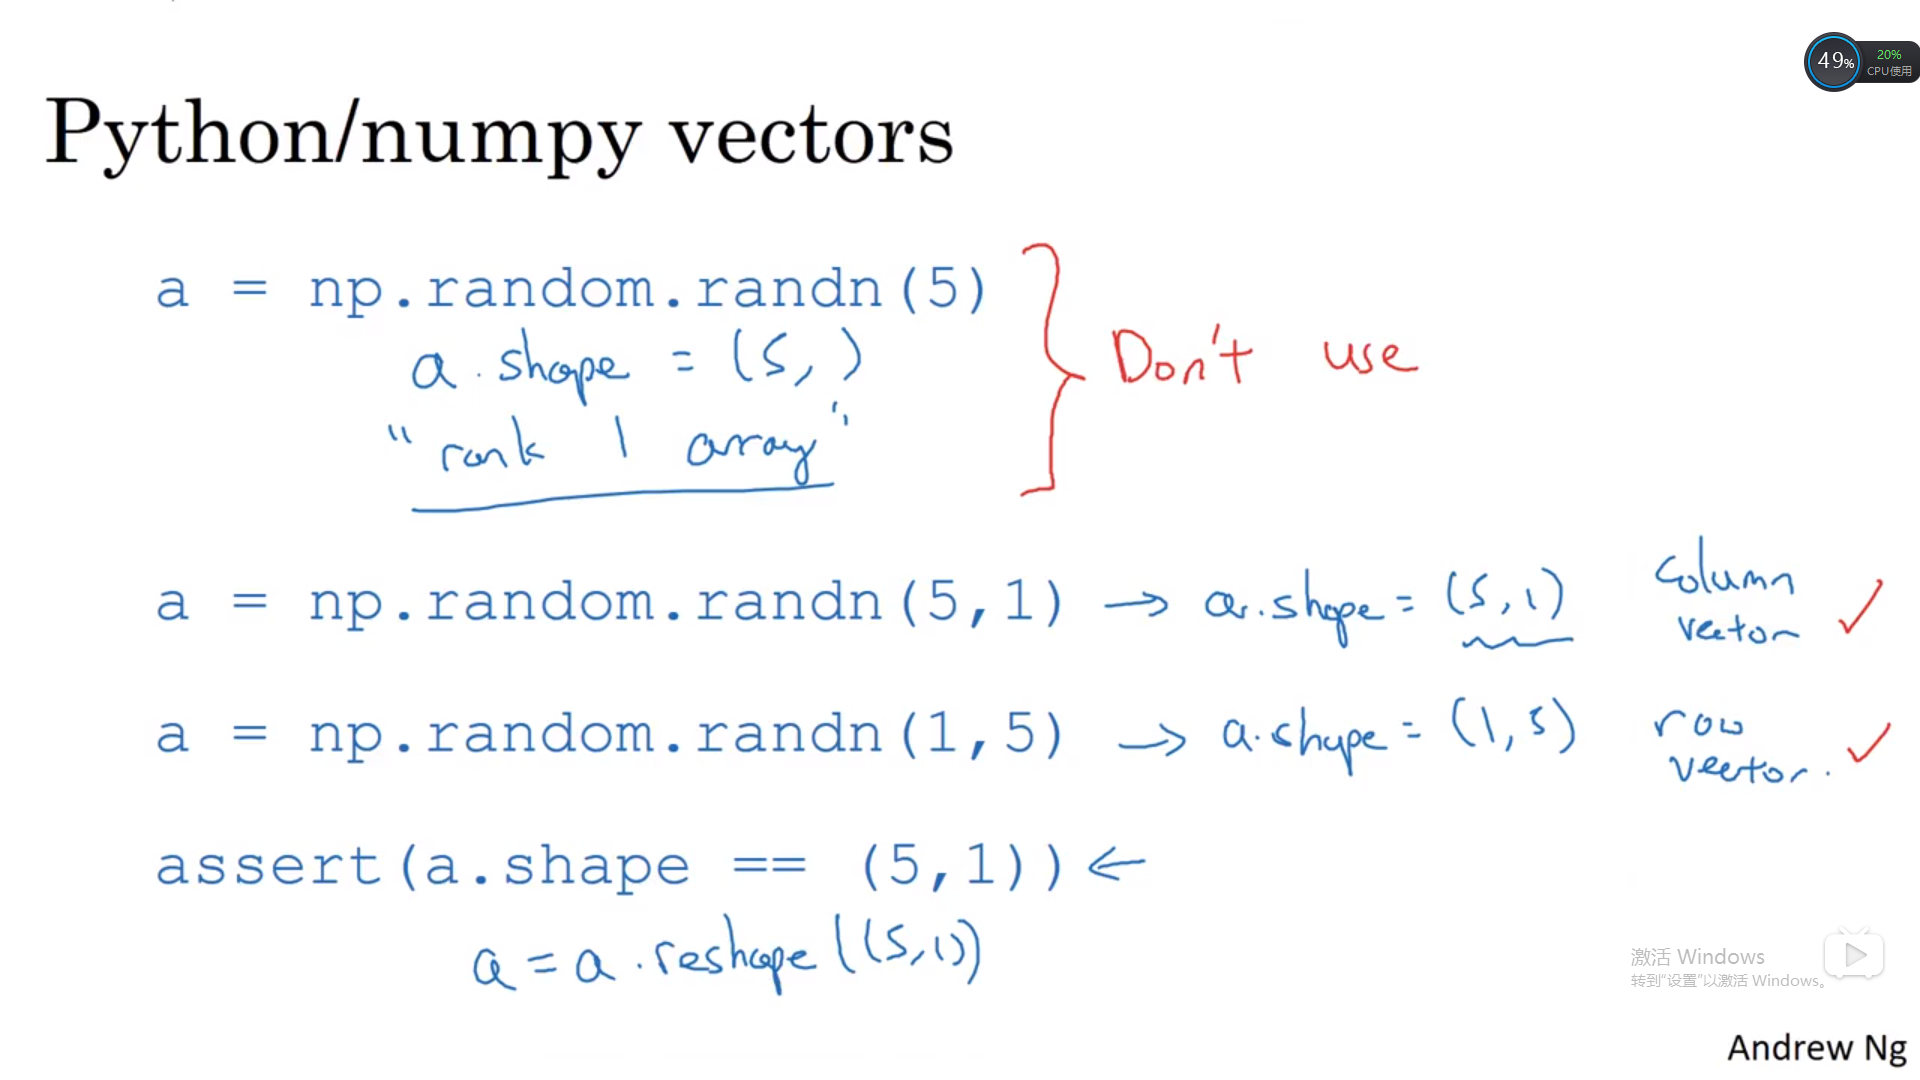 49%
20%
CPU使用
Python/numpy vectors
a = np.random.randn(5)
a.shape = (5, )
"rank 1 array"
Don't use
a = np.random.randn(5,1) → a.shape = (5,1) column vector ✓
a = np.random.randn(1,5) → a.shape = (1,5) row vector. ✓
assert(a.shape == (5,1)) ←
a = a.reshape((5,1))
激活 Windows
转到“设置”以激活 Windows。
Andrew Ng